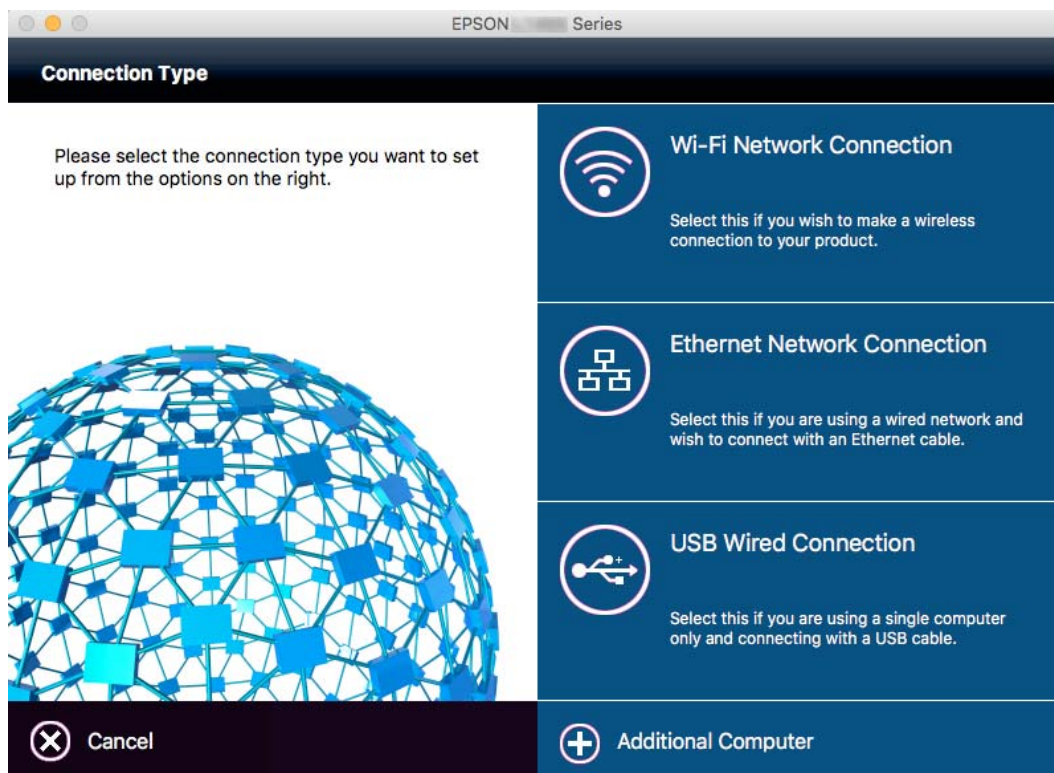 EPSON Series
Connection Type
Please select the connection type you want to set
up from the options on the right.
Wi-Fi Network Connection
Select this if you wish to make a wireless
connection to your product.
Ethernet Network Connection
Select this if you are using a wired network and
wish to connect with an Ethernet cable.
USB Wired Connection
Select this if you are using a single computer
only and connecting with a USB cable.
Cancel
Additional Computer